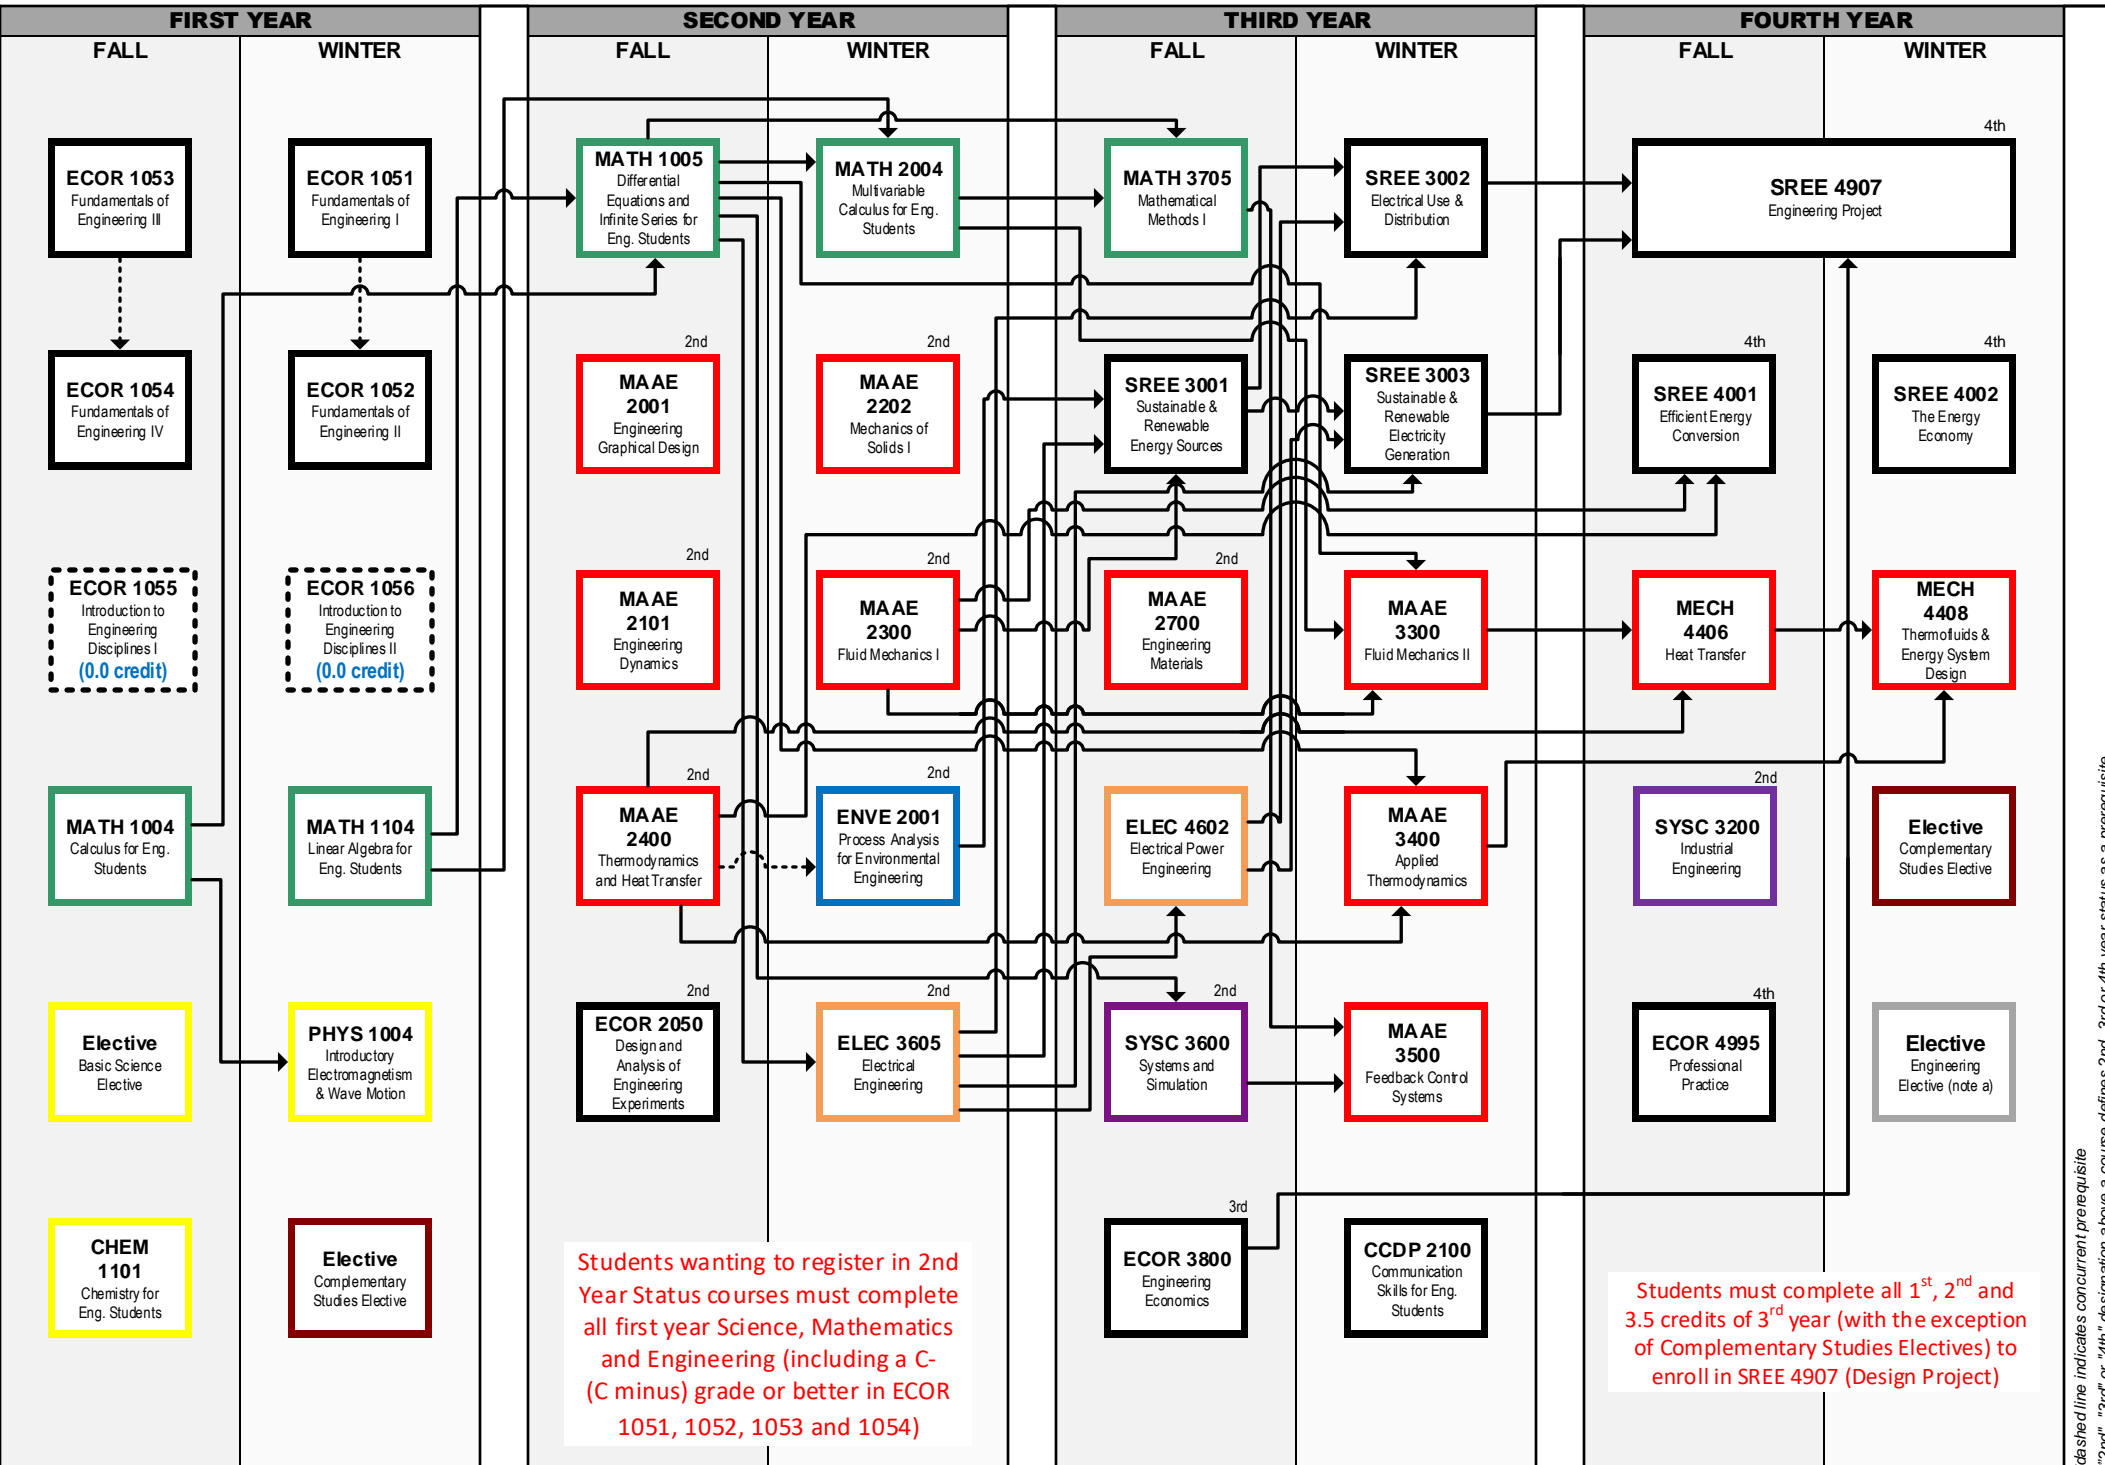 FIRST YEAR
SECOND YEAR
THIRD YEAR
FOURTH YEAR
FALL
WINTER
FALL
WINTER
FALL
WINTER
FALL
WINTER
ECOR 1053
Fundamentals of
Engineering III
ECOR 1051
Fundamentals of
Engineering I
MATH 1005
Differential
Equations and
Infinite Series for
Eng. Students
MATH 2004
Multivariable
Calculus for Eng.
Students
MATH 3705
Mathematical
Methods I
SREE 3002
Electrical Use &
Distribution
4th
SREE 4907
Engineering Project
ECOR 1054
Fundamentals of
Engineering IV
ECOR 1052
Fundamentals of
Engineering II
2nd
MAAE
2001
Engineering
Graphical Design
2nd
MAAE
2202
Mechanics of
Solids I
SREE 3001
Sustainable &
Renewable
Energy Sources
SREE 3003
Sustainable &
Renewable
Electricity
Generation
4th
SREE 4001
Efficient Energy
Conversion
4th
SREE 4002
The Energy
Economy
ECOR 1055
Introduction to
Engineering
Disciplines I
(0.0 credit)
ECOR 1056
Introduction to
Engineering
Disciplines II
(0.0 credit)
2nd
MAAE
2101
Engineering
Dynamics
2nd
MAAE
2300
Fluid Mechanics I
2nd
MAAE
2700
Engineering
Materials
MAAE
3300
Fluid Mechanics II
MECH
4406
Heat Transfer
MECH
4408
Thermofluids &
Energy System
Design
MATH 1004
Calculus for Eng.
Students
MATH 1104
Linear Algebra for
Eng. Students
2nd
MAAE
2400
Thermodynamics
and Heat Transfer
2nd
ENVE 2001
Process Analysis
for Environmental
Engineering
ELEC 4602
Electrical Power
Engineering
MAAE
3400
Applied
Thermodynamics
2nd
SYSC 3200
Industrial
Engineering
Elective
Complementary
Studies Elective
Elective
Basic Science
Elective
PHYS 1004
Introductory
Electromagnetism
& Wave Motion
2nd
ECOR 2050
Design and
Analysis of
Engineering
Experiments
2nd
ELEC 3605
Electrical
Engineering
2nd
SYSC 3600
Systems and
Simulation
MAAE
3500
Feedback Control
Systems
4th
ECOR 4995
Professional
Practice
Elective
Engineering
Elective (note a)
CHEM
1101
Chemistry for
Eng. Students
Elective
Complementary
Studies Elective
Students wanting to register in 2nd
Year Status courses must complete
all first year Science, Mathematics
and Engineering (including a C-
(C minus) grade or better in ECOR
1051, 1052, 1053 and 1054)
3rd
ECOR 3800
Engineering
Economics
CCDP 2100
Communication
Skills for Eng.
Students
Students must complete all 1st, 2nd and
3.5 credits of 3rd year (with the exception
of Complementary Studies Electives) to
enroll in SREE 4907 (Design Project)
dashed line indicates concurrent prerequisite
"2nd", "3rd" or "4th" designation above a course defines 2nd, 3rd or 4th year status as a prerequisite